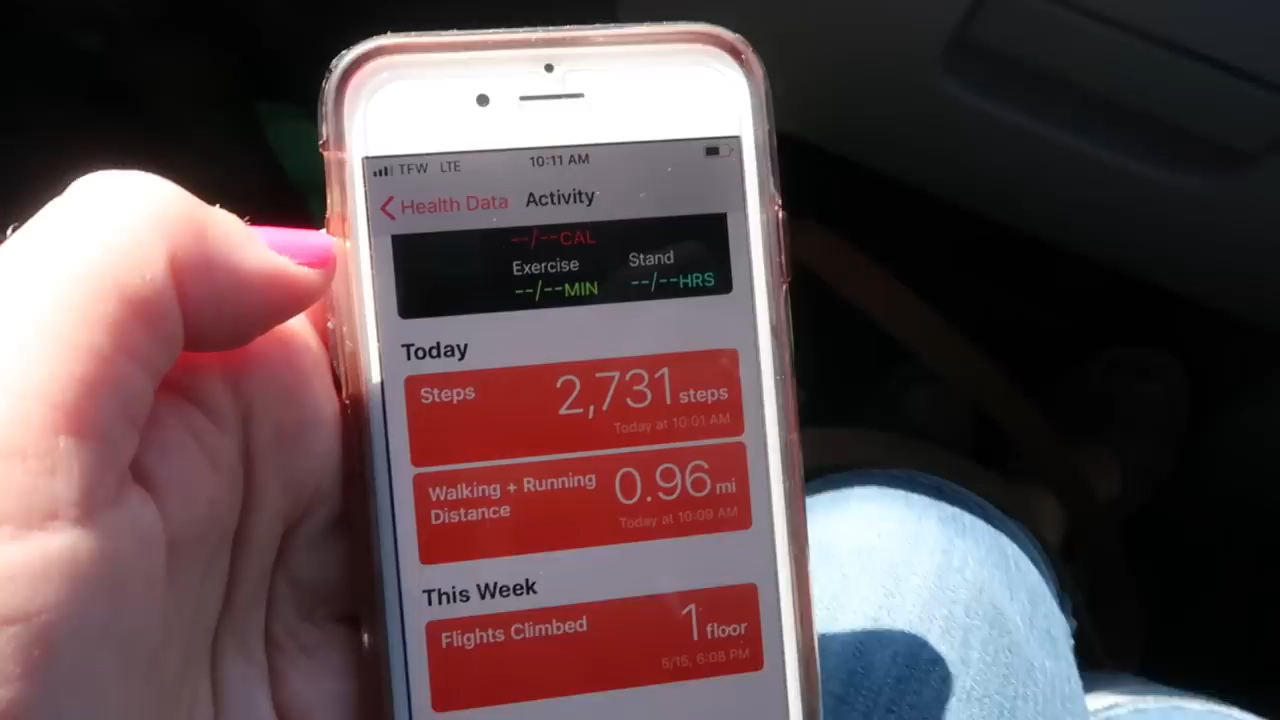 TFW LTE 10:11 AM
Health Data Activity
--/--CAL
Exercise Stand
--/--MIN --/--HRS
Today
Steps 2,731 steps
Today at 10:01 AM
Walking + Running
Distance 0.96 mi
Today at 10:09 AM
This Week
Flights Climbed 1 floor
5/15, 6:08 PM